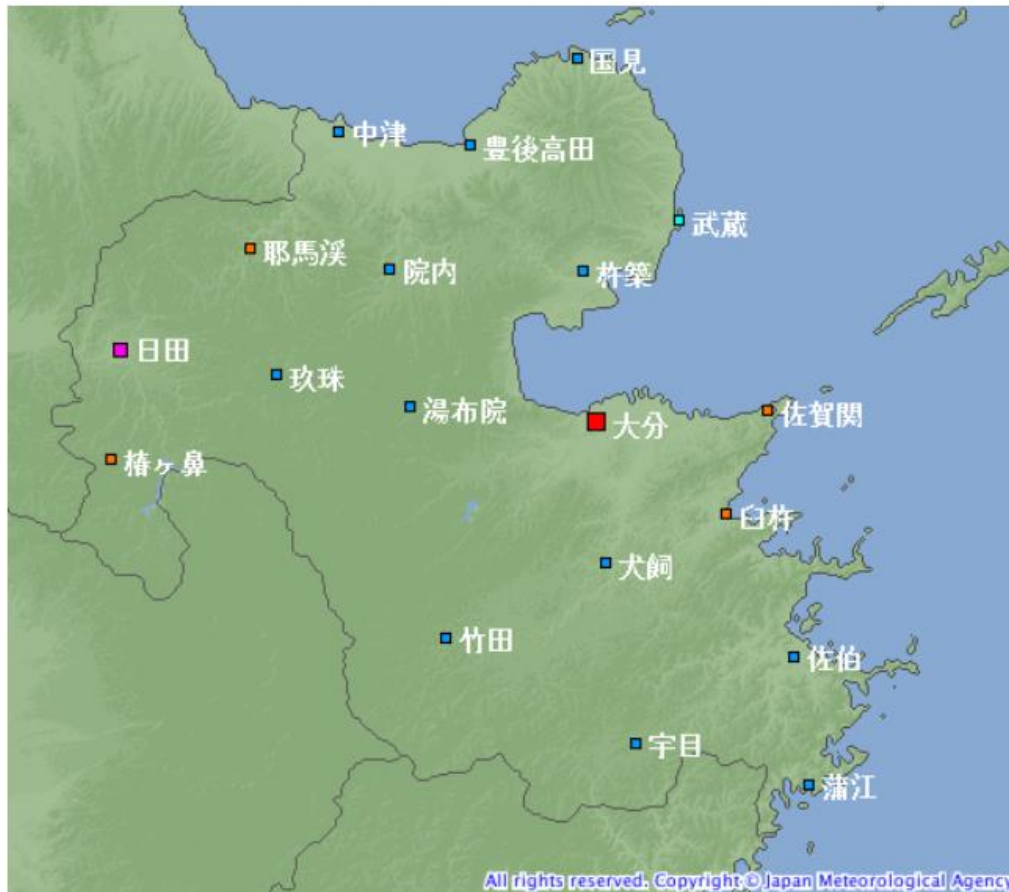 国見
中津
豊後高田
武蔵
耶馬渓
院内
杵築
日田
玖珠
湯布院
大分
佐賀関
椿ヶ鼻
臼杵
犬飼
竹田
佐伯
宇目
蒲江
All rights reserved. Copyright © Japan Meteorological Agency